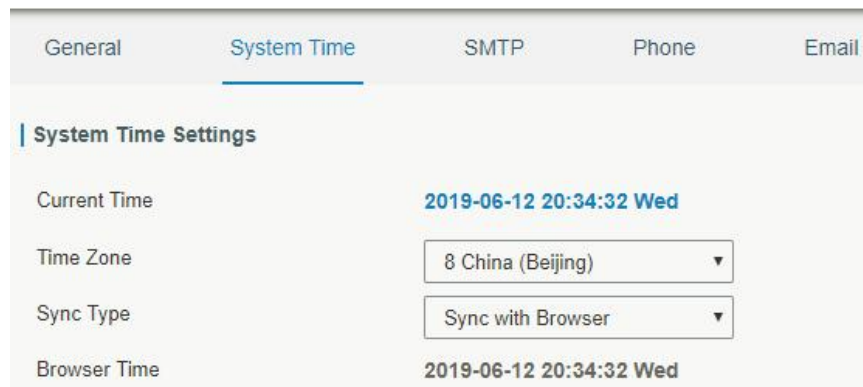 General System Time SMTP Phone Email
System Time Settings
Current Time 2019-06-12 20:34:32 Wed
Time Zone 8 China (Beijing)
Sync Type Sync with Browser
Browser Time 2019-06-12 20:34:32 Wed